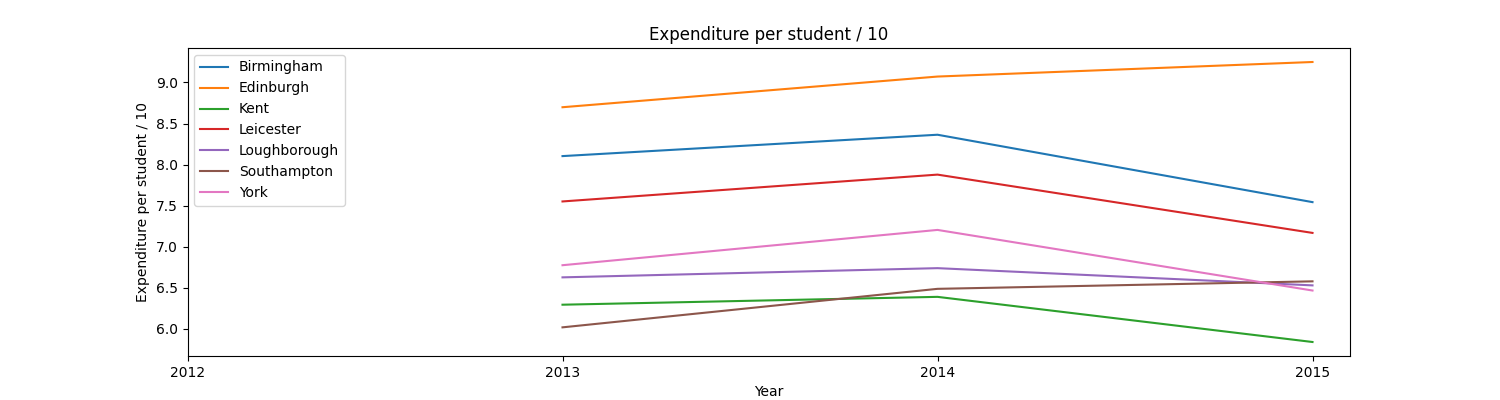 Expenditure per student / 10
Birmingham
Edinburgh
Kent
Leicester
Loughborough
Southampton
York
Expenditure per student / 10
9.0
8.5
8.0
7.5
7.0
6.5
6.0
2012
2013
2014
2015
Year